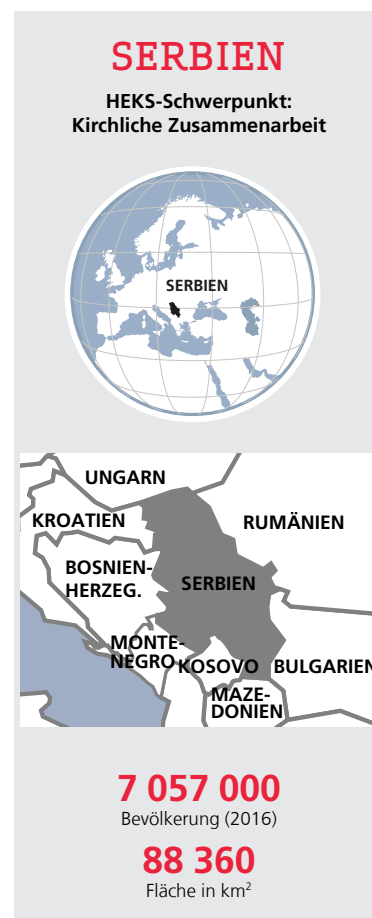 SERBIEN
HEKS-Schwerpunkt:
Kirchliche Zusammenarbeit
SERBIEN
UNGARN
KROATIEN
RUMÄNIEN
BOSNIEN-
HERZEG.
SERBIEN
MONTE-
NEGRO
KOSOVO
BULGARIEN
MAZE-
DONIEN
7 057 000
Bevölkerung (2016)
88 360
Fläche in km²